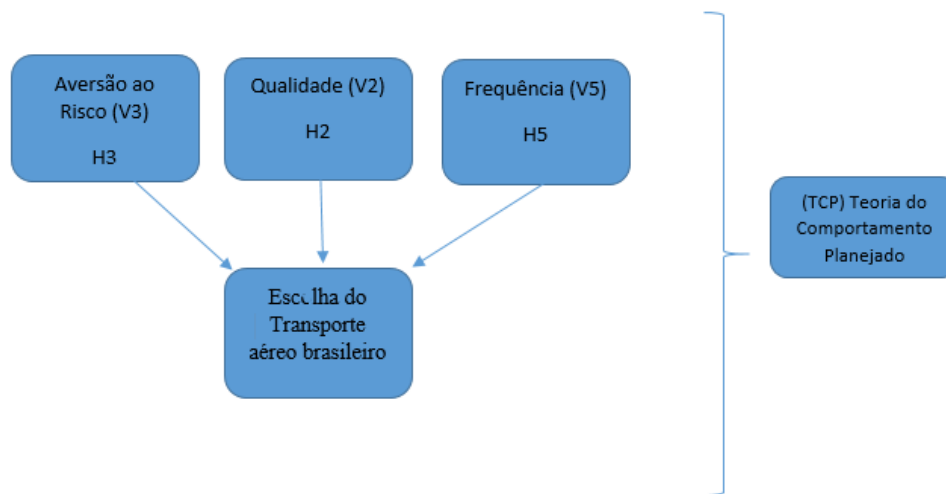 Aversão ao
Risco (V3)
H3
Qualidade (V2)
H2
Frequência (V5)
H5
(TCP) Teoria do
Comportamento
Planejado
Escolha do
Transporte
aéreo brasileiro